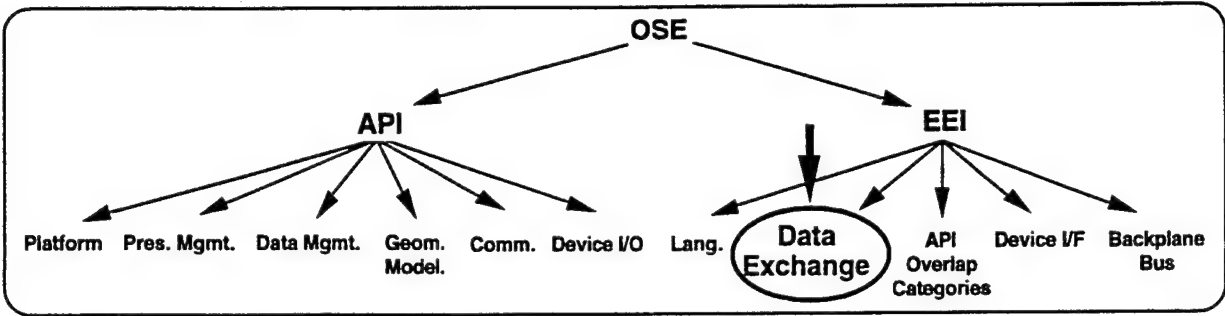 OSE
API
EEI
Platform
Pres. Mgmt.
Data Mgmt.
Geom.
Model.
Comm.
Device I/O
Lang.
Data
Exchange
API
Overlap
Categories
Device I/F
Backplane
Bus